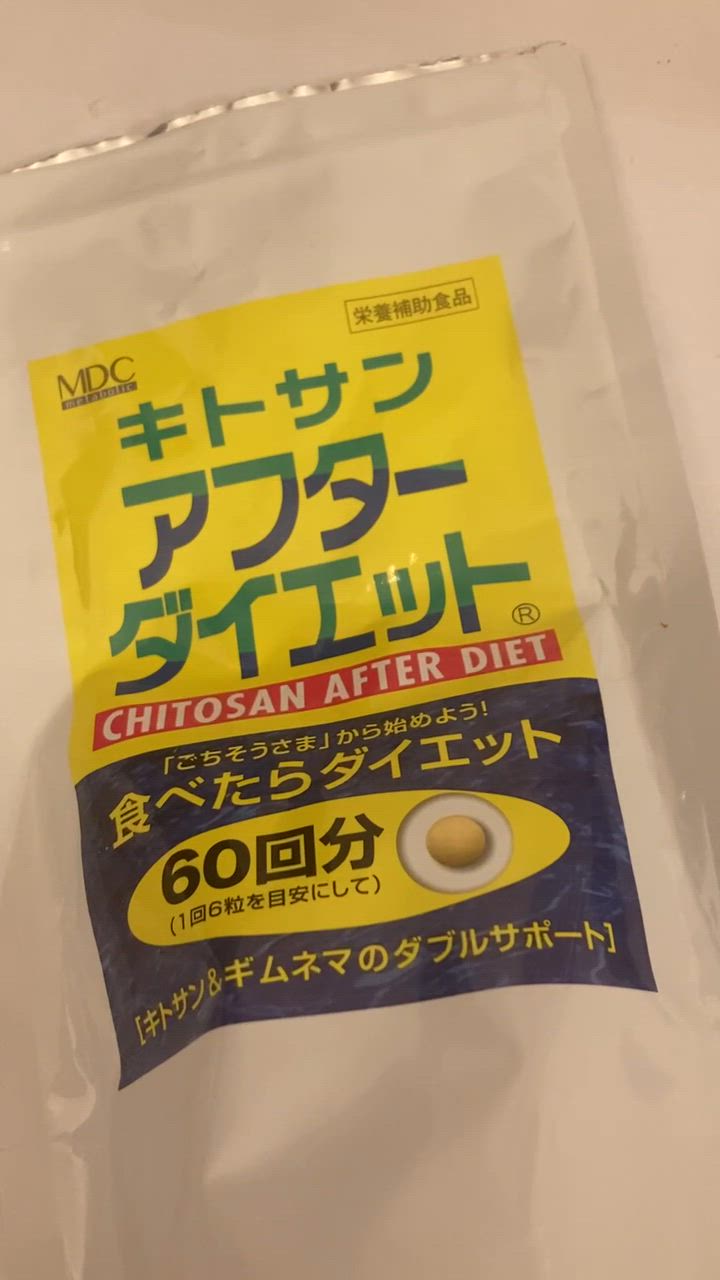 栄養補助食品
MDC
metabolic
キトサン
アフター
ダイエット®
CHITOSAN AFTER DIET
「ごちそうさま」から始めよう!
食べたらダイエット
60回分
(1回6粒を目安にして)
[キトサン&ギムネマのダブルサポート]